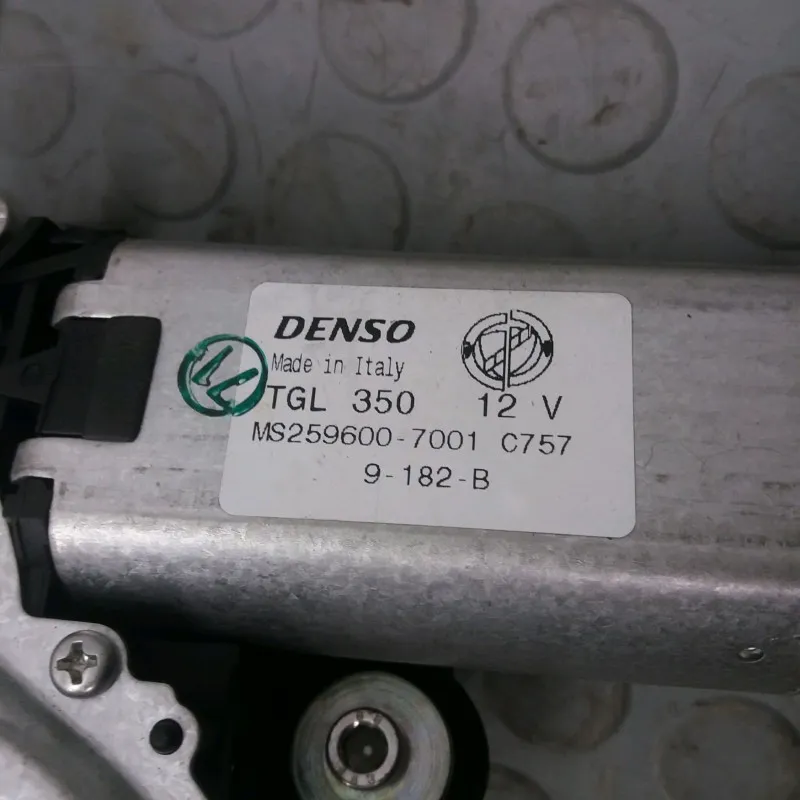 DENSO
Made in Italy
TGL 350 12 V
MS259600-7001 C757
9-182-B